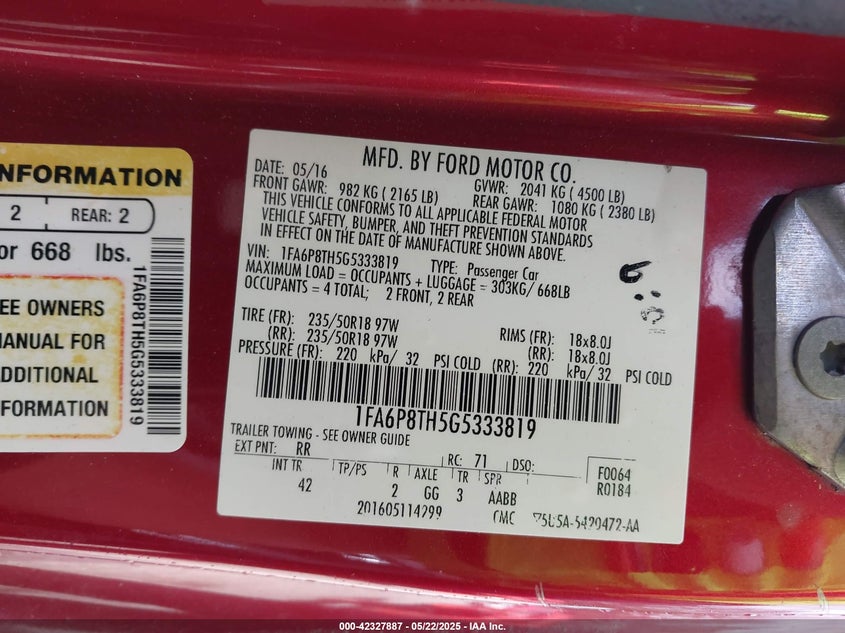 NFORMATION
2
REAR: 2
or 668 lbs.
EE OWNERS
MANUAL FOR
ADDITIONAL
FORMATION
1FA6P8TH5G5333819
MFD. BY FORD MOTOR CO.
DATE: 05/16
GVWR: 2041 KG ( 4500 LB)
FRONT GAWR: 982 KG ( 2165 LB)
REAR GAWR: 1080 KG ( 2380 LB)
THIS VEHICLE CONFORMS TO ALL APPLICABLE FEDERAL MOTOR
VEHICLE SAFETY, BUMPER, AND THEFT PREVENTION STANDARDS
IN EFFECT ON THE DATE OF MANUFACTURE SHOWN ABOVE.
VIN: 1FA6P8TH5G5333819 TYPE: Passenger Car
MAXIMUM LOAD = OCCUPANTS + LUGGAGE = 303KG/ 668LB
OCCUPANTS = 4 TOTAL; 2 FRONT, 2 REAR
TIRE (FR): 235/50R18 97W RIMS (FR): 18x8.0J
(RR): 235/50R18 97W (RR): 18x8.0J
PRESSURE (FR): 220 kPa/ 32 PSI COLD (RR): 220 kPa/ 32 PSI COLD
1FA6P8TH5G5333819
TRAILER TOWING - SEE OWNER GUIDE
EXT PNT: RR RC: 71 DSO: F0064
R0184
INT TR TP/PS R AXLE TR SPR
42 2 GG 3 AABB
201605114299 CMC
000-42327887 - 05/22/2025 - IAA Inc.